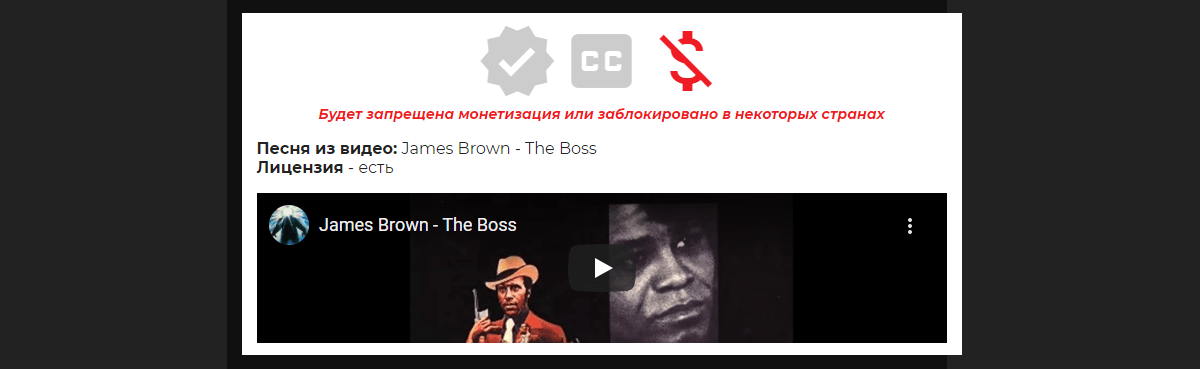 CC
Будет запрещена монетизация или заблокировано в некоторых странах
Песня из видео: James Brown - The Boss
Лицензия - есть
James Brown - The Boss